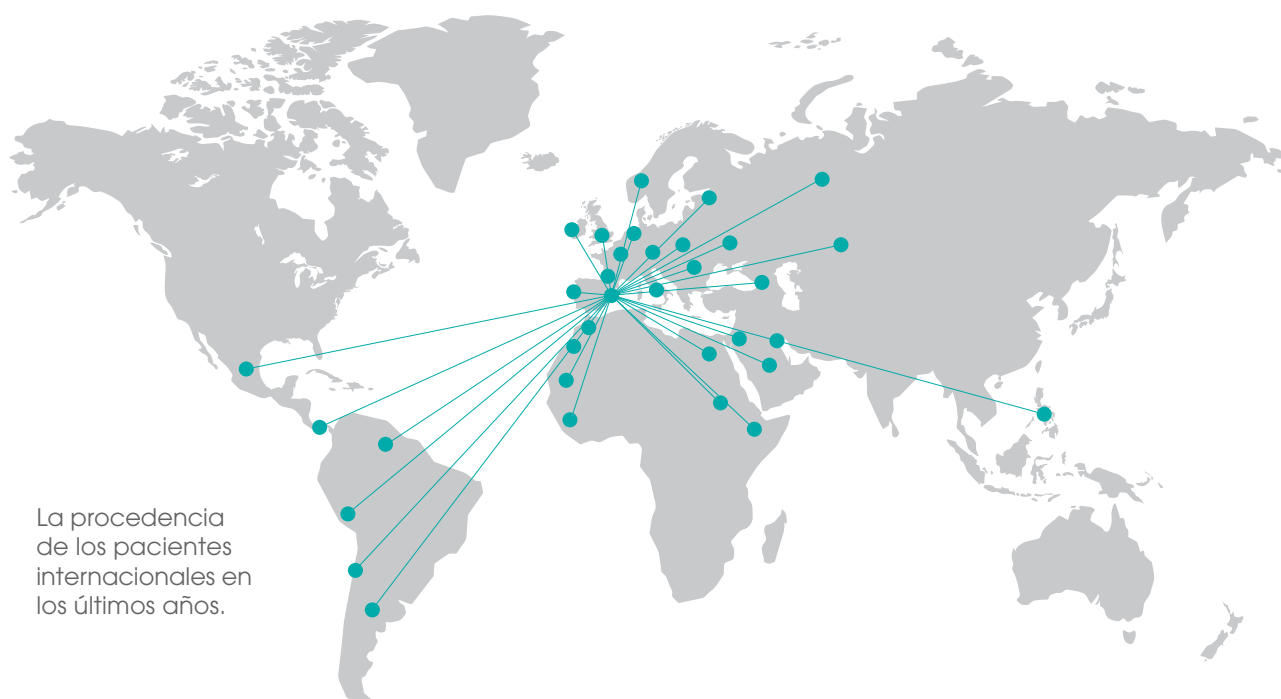 La procedencia
de los pacientes
internacionales en
los últimos años.